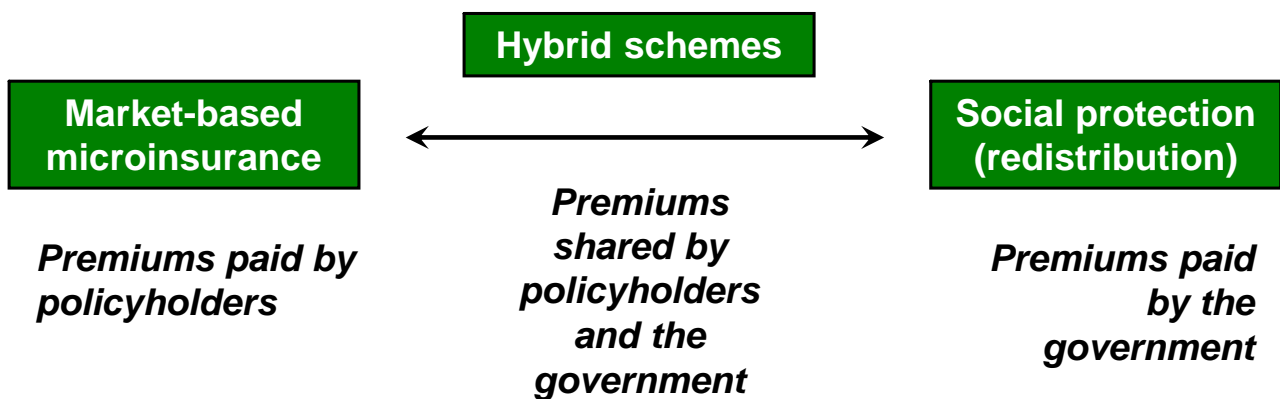 Hybrid schemes
Market-based
microinsurance
Social protection
(redistribution)
Premiums paid by
policyholders
Premiums
shared by
policyholders
and the
government
Premiums paid
by the
government